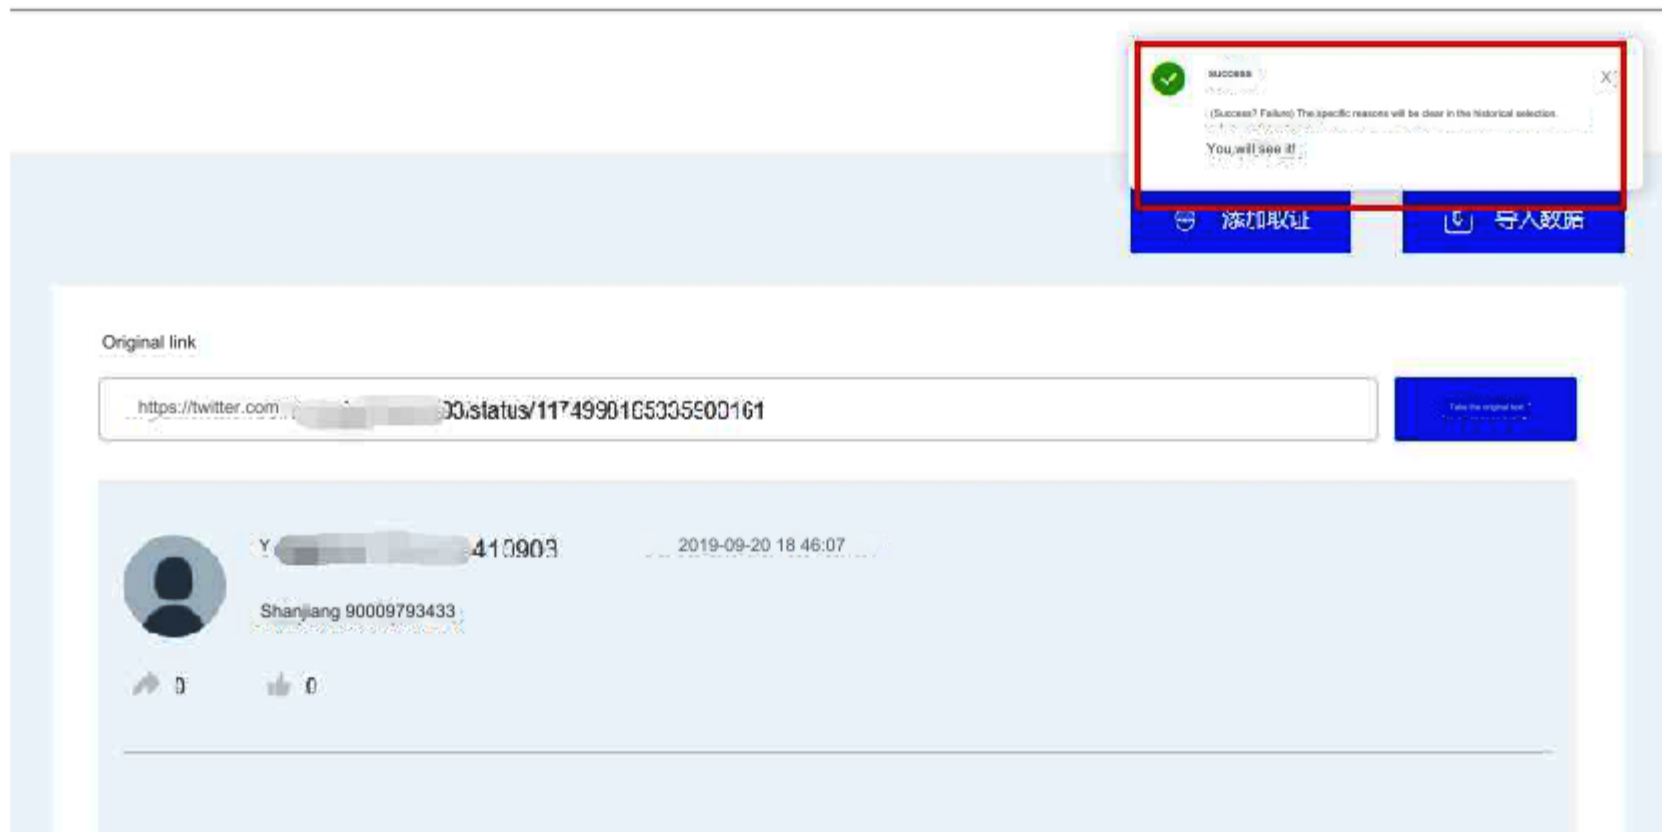 success
X
(Success? Failure) The specific reasons will be clear in the historical selection.
You will see it!
添加取证
导入数据
Original link
https://twitter.com
/status/1174990165335900161
Take the original text
Y
410903
2019-09-20 18 46:07
Shanjiang 90009793433
0
0